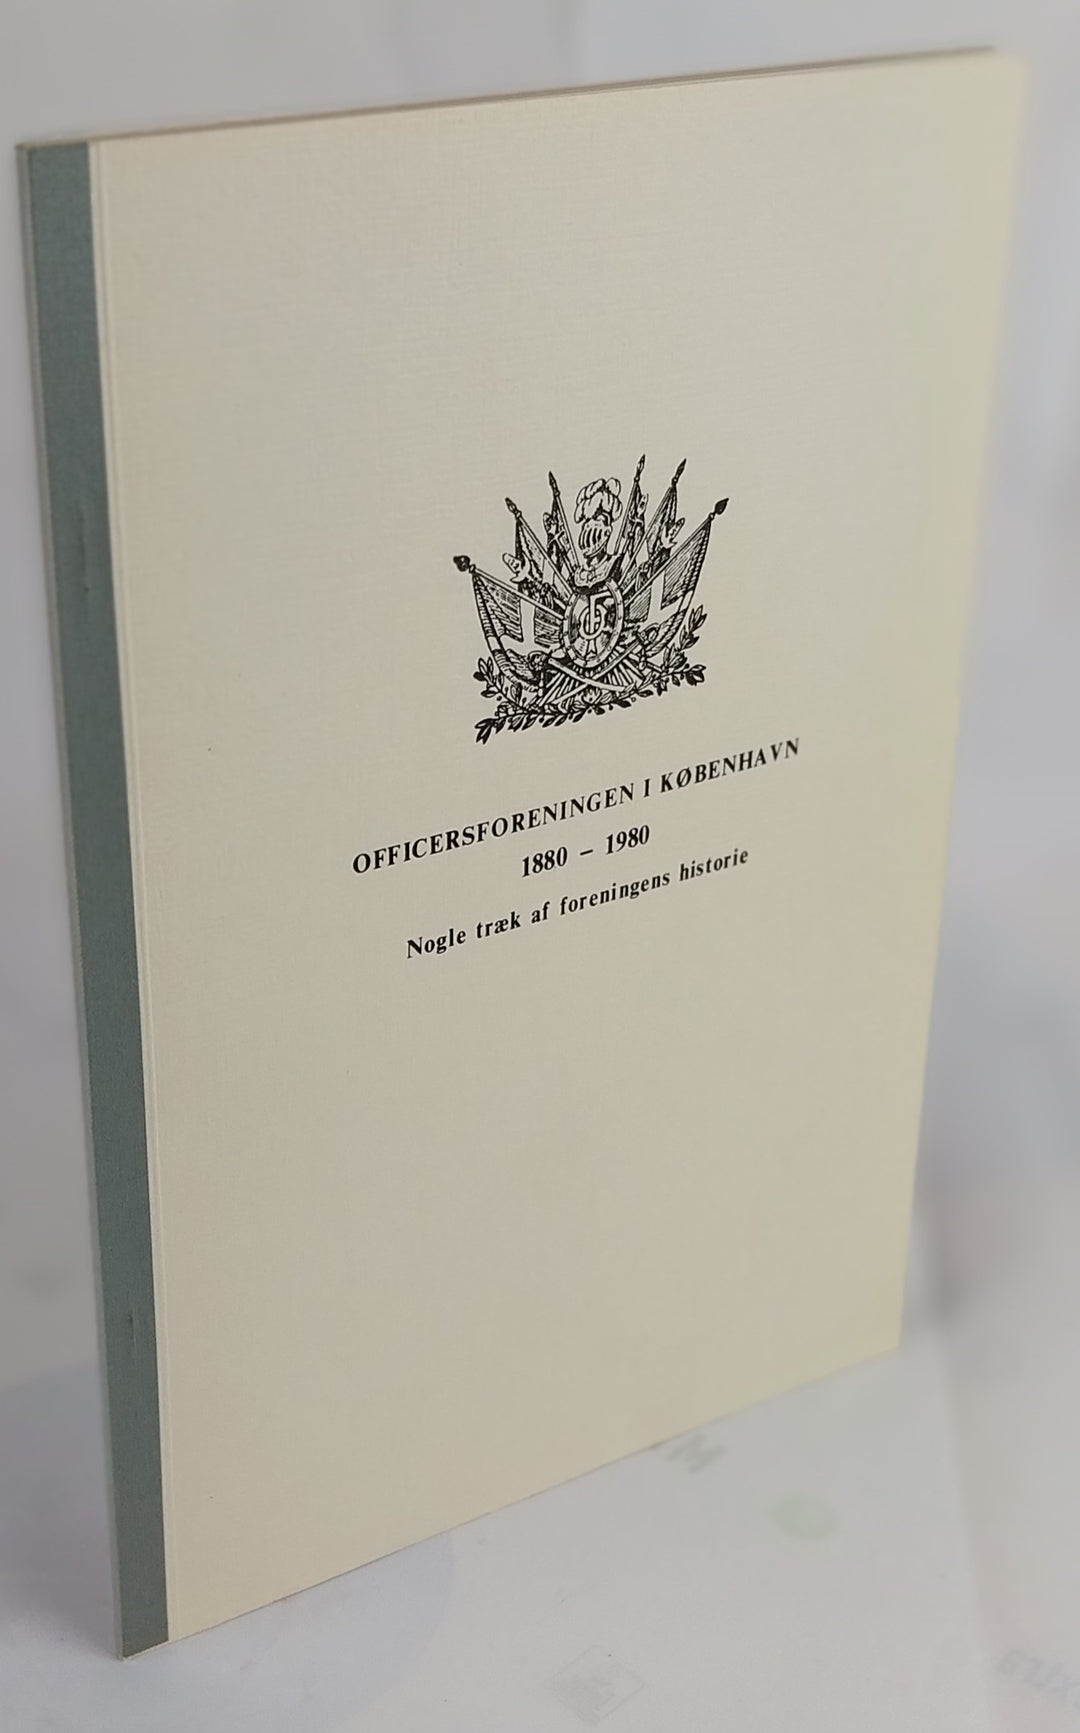 OFFICERSFORENINGEN I KØBENHAVN
1880 – 1980
Nogle træk af foreningens historie